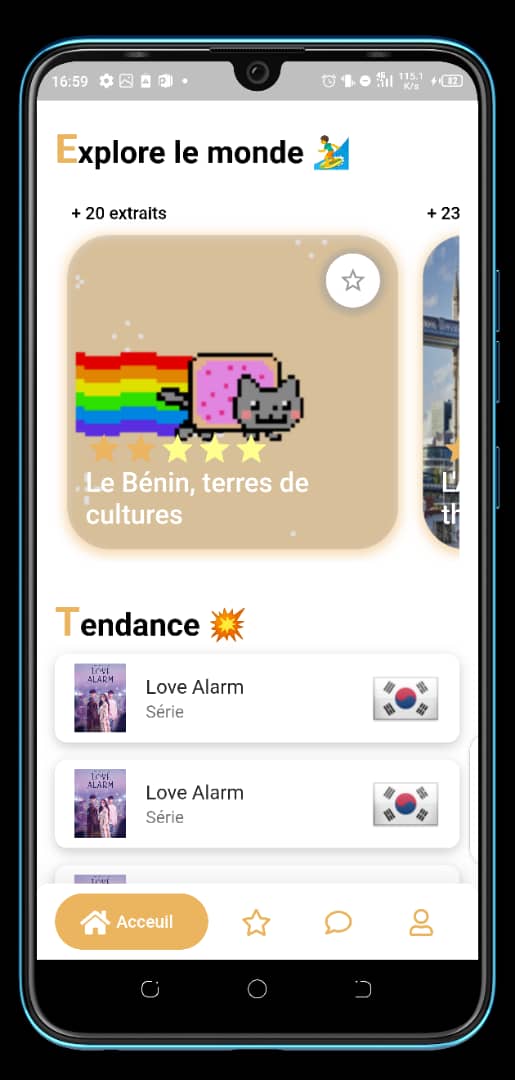 16:59
4G
115.1
K/s
82
Explore le monde
+ 20 extraits
+ 23
Le Bénin, terres de
cultures
L'
th
Tendance
LOVE
ALARM
Love Alarm
Série
LOVE
ALARM
Love Alarm
Série
LOVE
Acceuil